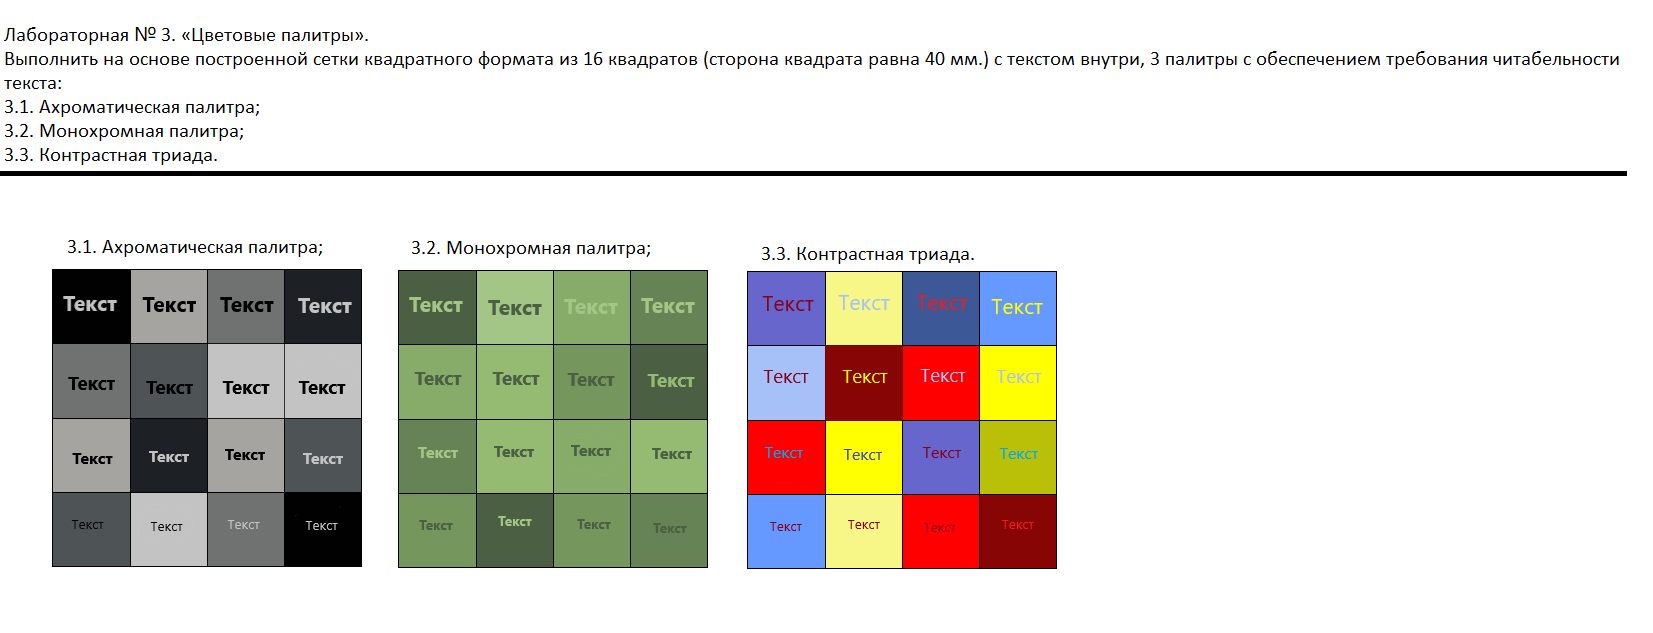 Лабораторная № 3. «Цветовые палитры».
Выполнить на основе построенной сетки квадратного формата из 16 квадратов (сторона квадрата равна 40 мм.) с текстом внутри, 3 палитры с обеспечением требования читабельности
текста:
3.1. Ахроматическая палитра;
3.2. Монохромная палитра;
3.3. Контрастная триада.
3.1. Ахроматическая палитра;
Текст Текст Текст Текст
Текст Текст Текст Текст
Текст Текст Текст Текст
Текст Текст Текст Текст
3.2. Монохромная палитра;
Текст Текст Текст Текст
Текст Текст Текст Текст
Текст Текст Текст Текст
Текст Текст Текст Текст
3.3. Контрастная триада.
Текст Текст Текст Текст
Текст Текст Текст Текст
Текст Текст Текст Текст
Текст Текст Текст Текст